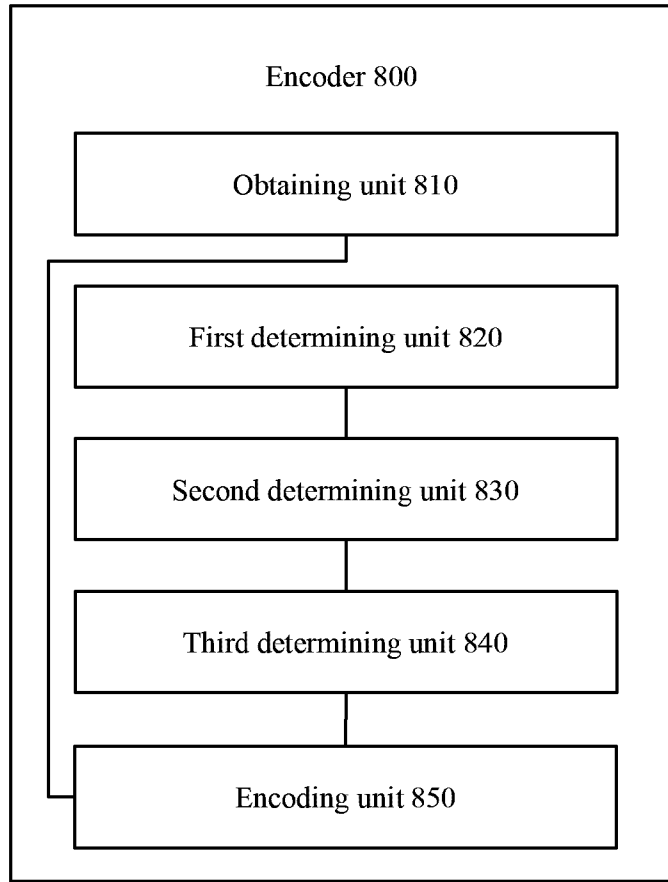 Encoder 800
Obtaining unit 810
First determining unit 820
Second determining unit 830
Third determining unit 840
Encoding unit 850